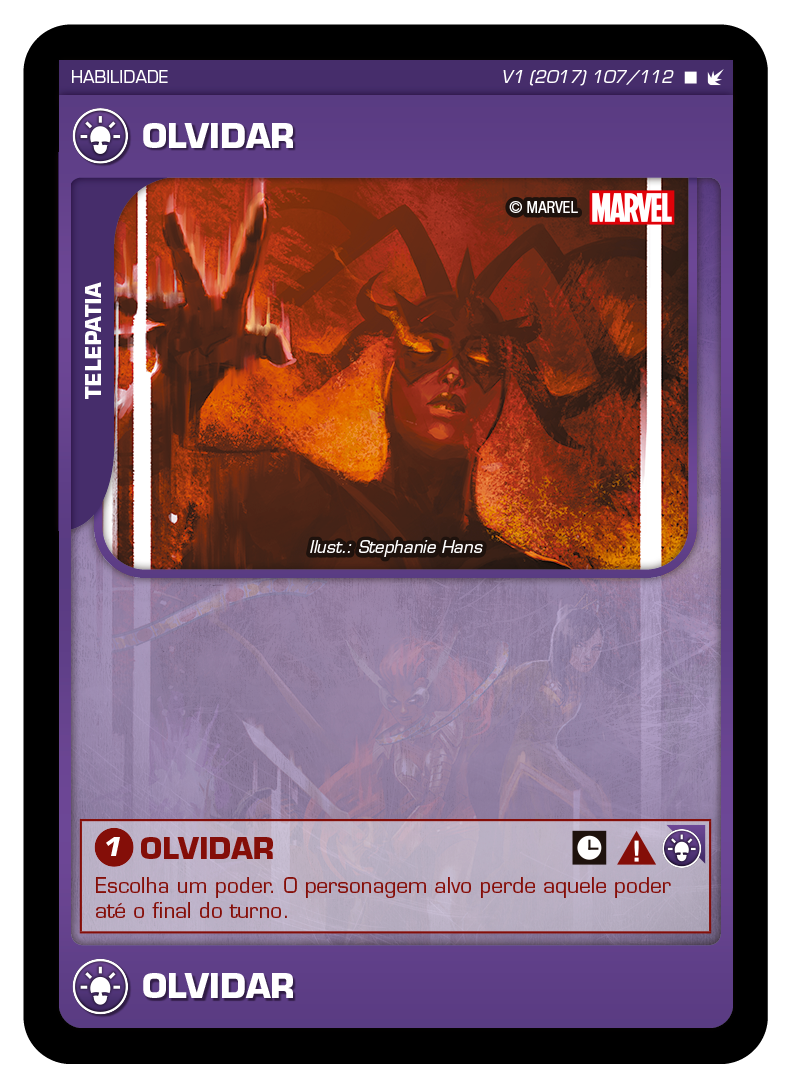 HABILIDADE
V1 (2017) 107/112
OLVIDAR
© MARVEL MARVEL
TELEPATIA
Ilust.: Stephanie Hans
1 OLVIDAR
Escolha um poder. O personagem alvo perde aquele poder
até o final do turno.
OLVIDAR